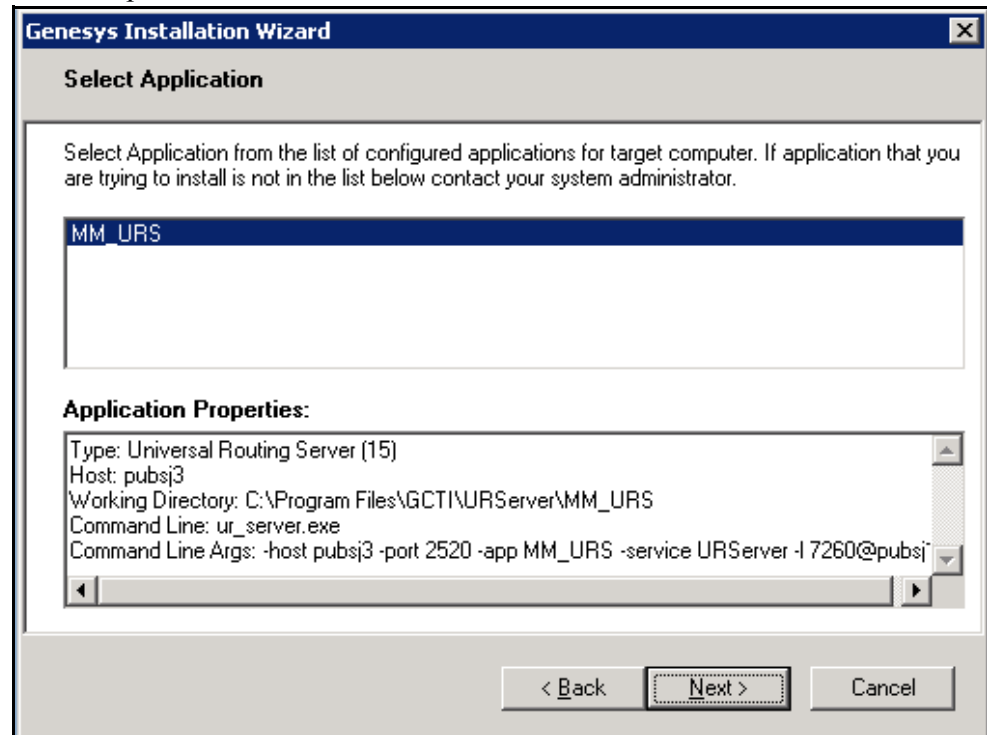 Genesys Installation Wizard
Select Application
Select Application from the list of configured applications for target computer. If application that you
are trying to install is not in the list below contact your system administrator.
MM_URS
Application Properties:
Type: Universal Routing Server (15)
Host: pubsj3
Working Directory: C:\Program Files\GCTI\URServer\MM_URS
Command Line: ur_server.exe
Command Line Args: -host pubsj3 -port 2520 -app MM_URS -service URServer -l 7260@pubsj
< Back
Next >
Cancel